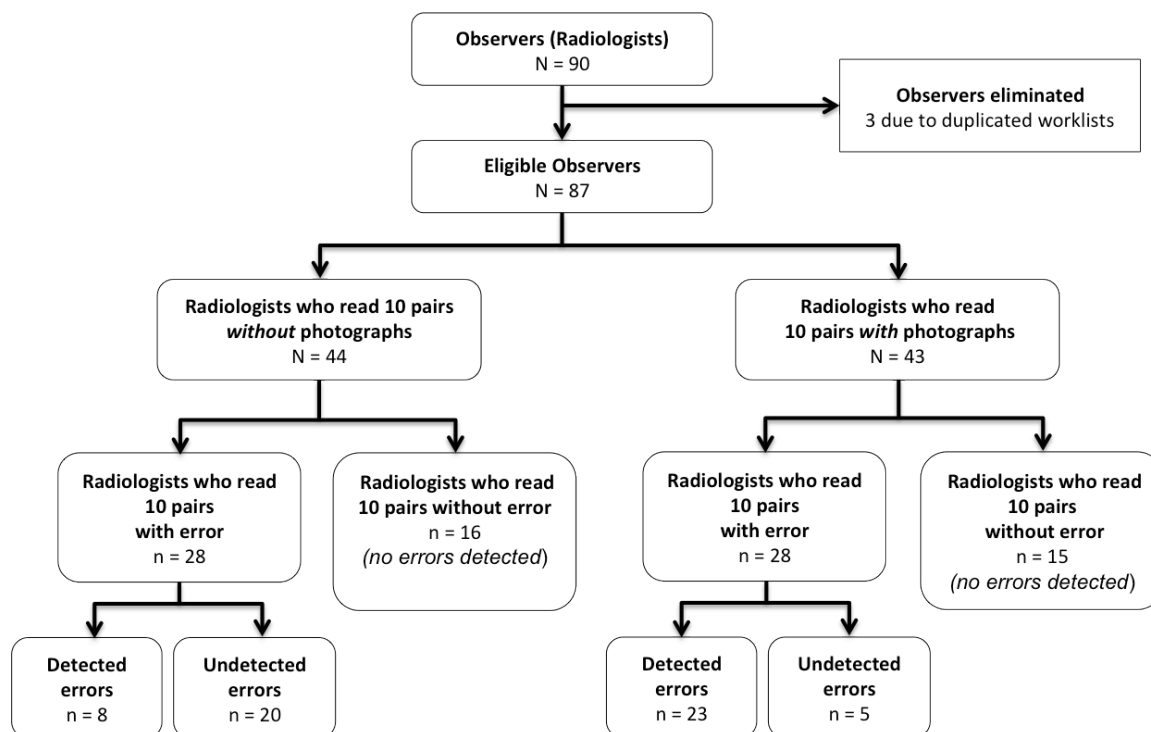 Observers (Radiologists)
N = 90
Observers eliminated
3 due to duplicated worklists
Eligible Observers
N = 87
Radiologists who read 10 pairs
without photographs
N = 44
Radiologists who read
10 pairs with photographs
N = 43
Radiologists who read
10 pairs
with error
n = 28
Radiologists who read
10 pairs without error
n = 16
(no errors detected)
Radiologists who read
10 pairs
with error
n = 28
Radiologists who read
10 pairs
without error
n = 15
(no errors detected)
Detected
errors
n = 8
Undetected
errors
n = 20
Detected
errors
n = 23
Undetected
errors
n = 5